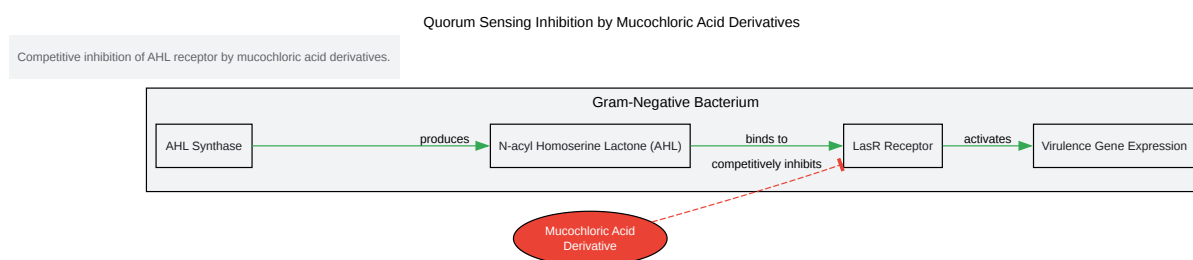 Quorum Sensing Inhibition by Mucochloric Acid Derivatives
Competitive inhibition of AHL receptor by mucochloric acid derivatives.
Gram-Negative Bacterium
AHL Synthase
produces
N-acyl Homoserine Lactone (AHL)
binds to
LasR Receptor
activates
Virulence Gene Expression
competitively inhibits
Mucochloric Acid
Derivative